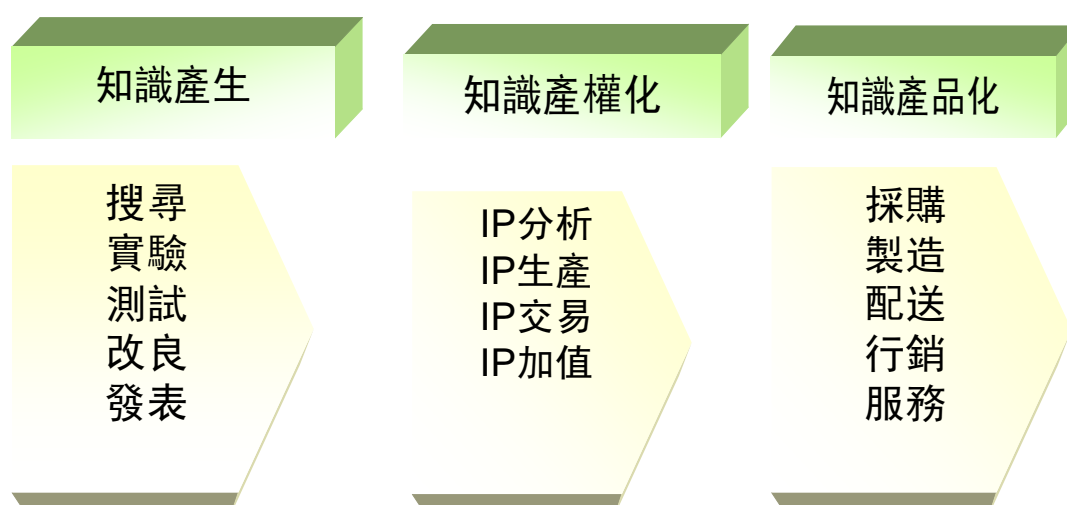 知識產生
搜尋
實驗
測試
改良
發表
知識產權化
IP分析
IP生產
IP交易
IP加值
知識產品化
採購
製造
配送
行銷
服務